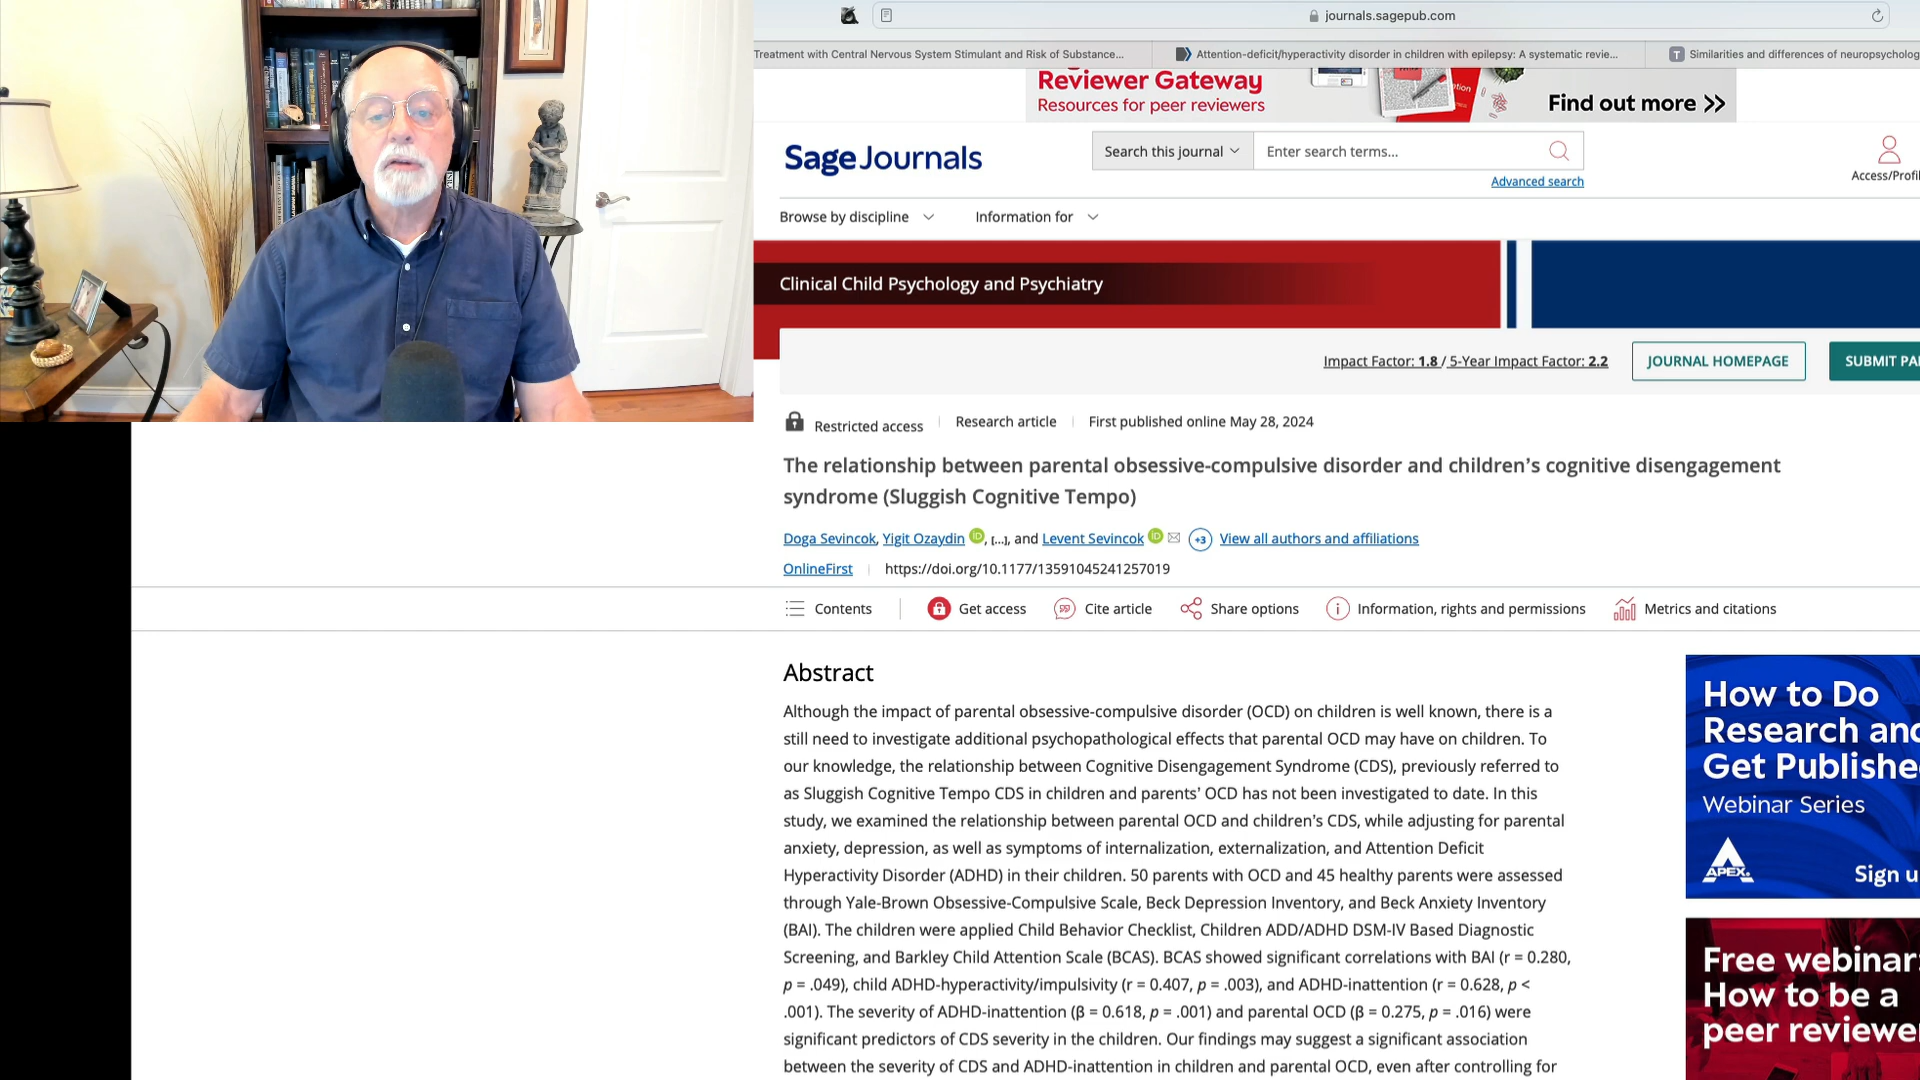 journals.sagepub.com
Treatment with Central Nervous System Stimulant and Risk of Substance...
Attention-deficit/hyperactivity disorder in children with epilepsy: A systematic revie...
T Similarities and differences of neuropsycholog
Reviewer Gateway
Resources for peer reviewers
Find out more >>
Sage Journals
Search this journal
Enter search terms...
Advanced search
Access/Profil
Browse by discipline
Information for
Clinical Child Psychology and Psychiatry
Impact Factor: 1.8 / 5-Year Impact Factor: 2.2
JOURNAL HOMEPAGE
SUBMIT PA
Restricted access
Research article
First published online May 28, 2024
The relationship between parental obsessive-compulsive disorder and children’s cognitive disengagement
syndrome (Sluggish Cognitive Tempo)
Doga Sevincok, Yigit Ozaydin iD, [...], and Levent Sevincok iD +3 View all authors and affiliations
OnlineFirst
https://doi.org/10.1177/13591045241257019
Contents
Get access
Cite article
Share options
Information, rights and permissions
Metrics and citations
Abstract
Although the impact of parental obsessive-compulsive disorder (OCD) on children is well known, there is a
still need to investigate additional psychopathological effects that parental OCD may have on children. To
our knowledge, the relationship between Cognitive Disengagement Syndrome (CDS), previously referred to
as Sluggish Cognitive Tempo CDS in children and parents’ OCD has not been investigated to date. In this
study, we examined the relationship between parental OCD and children’s CDS, while adjusting for parental
anxiety, depression, as well as symptoms of internalization, externalization, and Attention Deficit
Hyperactivity Disorder (ADHD) in their children. 50 parents with OCD and 45 healthy parents were assessed
through Yale-Brown Obsessive-Compulsive Scale, Beck Depression Inventory, and Beck Anxiety Inventory
(BAI). The children were applied Child Behavior Checklist, Children ADD/ADHD DSM-IV Based Diagnostic
Screening, and Barkley Child Attention Scale (BCAS). BCAS showed significant correlations with BAI (r = 0.280,
p = .049), child ADHD-hyperactivity/impulsivity (r = 0.407, p = .003), and ADHD-inattention (r = 0.628, p <
.001). The severity of ADHD-inattention (β = 0.618, p = .001) and parental OCD (β = 0.275, p = .016) were
significant predictors of CDS severity in the children. Our findings may suggest a significant association
between the severity of CDS and ADHD-inattention in children and parental OCD, even after controlling for
How to Do
Research and
Get Publishe
Webinar Series
APEX.
Sign u
Free webinar:
How to be a
peer reviewe